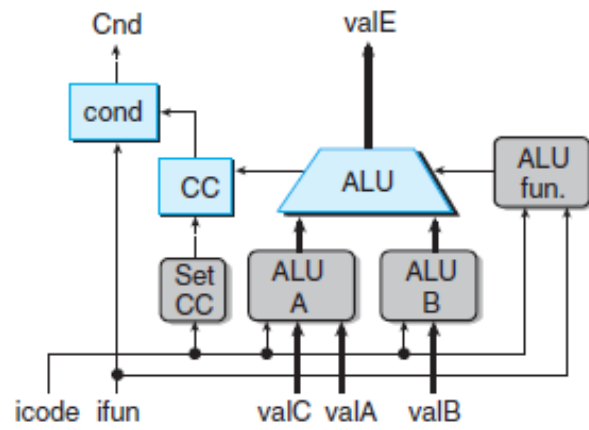 Cnd
valE
cond
CC
ALU
ALU
fun.
Set
CC
ALU
A
ALU
B
icode
ifun
valC
valA
valB